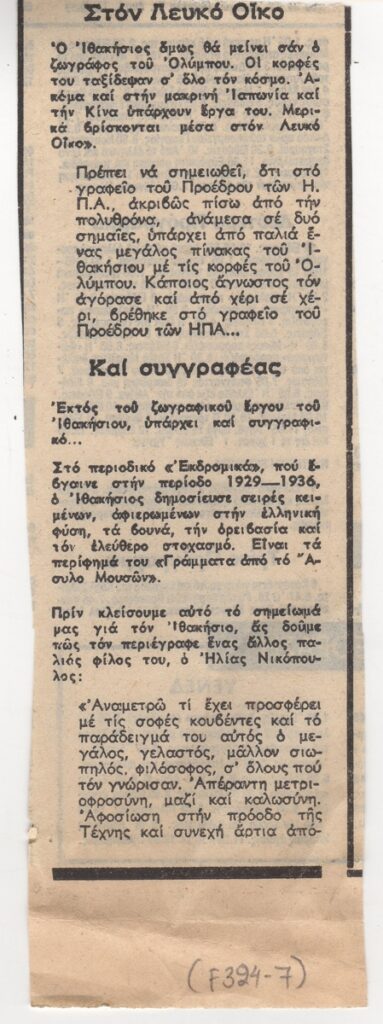 Στόν Λευκό Οἶκο
Ὁ Ἰθακήσιος ὅμως θά μείνει σάν ὁ
ζωγράφος τοῦ Ὀλύμπου. Οἱ κορφές
του ταξίδεψαν σ' ὅλο τόν κόσμο. Ἀ-
κόμα καί στήν μακρινή Ἰαπωνία καί
τήν Κίνα ὑπάρχουν ἔργα του. Μερι-
κά βρίσκονται μέσα στόν Λευκό
Οἶκο».
Πρέπει νά σημειωθεῖ, ὅτι στό
γραφεῖο τοῦ Προέδρου τῶν Η.
Π.Α., ἀκριβῶς πίσω ἀπό τήν
πολυθρόνα, ἀνάμεσα σέ δυό
σημαῖες, ὑπάρχει ἀπό παλιά ἕ-
νας μεγάλος πίνακας τοῦ Ἰ-
θακήσιου μέ τίς κορφές τοῦ Ὀ-
λύμπου. Κάποιος ἄγνωστος τόν
ἀγόρασε καί ἀπό χέρι σέ χέ-
ρι, βρέθηκε στό γραφεῖο τοῦ
Προέδρου τῶν ΗΠΑ...
Καί συγγραφέας
Ἐκτός τοῦ ζωγραφικοῦ ἔργου τοῦ
Ἰθακήσιου, ὑπάρχει καί συγγραφι-
κό...
Στό περιοδικό «Ἐκδρομικά», πού ἔ-
βγαινε στήν περίοδο 1929—1936,
ὁ Ἰθακήσιος δημοσίευσε σειρές κει-
μένων, ἀφιερωμένων στήν ἑλληνική
φύση, τά βουνά, τήν ὀρειβασία καί
τόν ἐλεύθερο στοχασμό. Εἶναι τά
περίφημά του «Γράμματα ἀπό τό Ἄ-
συλο Μουσῶν».
Πρίν κλείσουμε αὐτό τό σημείωμά
μας γιά τόν Ἰθακήσιο, ἄς δοῦμε
πῶς τόν περιέγραφε ἕνας ἄλλος πα-
λιός φίλος του, ὁ Ἠλίας Νικόπου-
λος:
«Ἀναμετρῶ τί ἔχει προσφέρει
μέ τίς σοφές κουβέντες καί τό
παράδειγμά του αὐτός ὁ με-
γάλος, γελαστός, μᾶλλον σιω-
πηλός, φιλόσοφος, σ' ὅλους πού
τόν γνώρισαν. Ἀπέραντη μετρι-
οφροσύνη, μαζί καί καλωσύνη.
Ἀφοσίωση στήν πρόοδο τῆς
Τέχνης καί συνεχή ἄρτια ἀπό-
(F394-7)